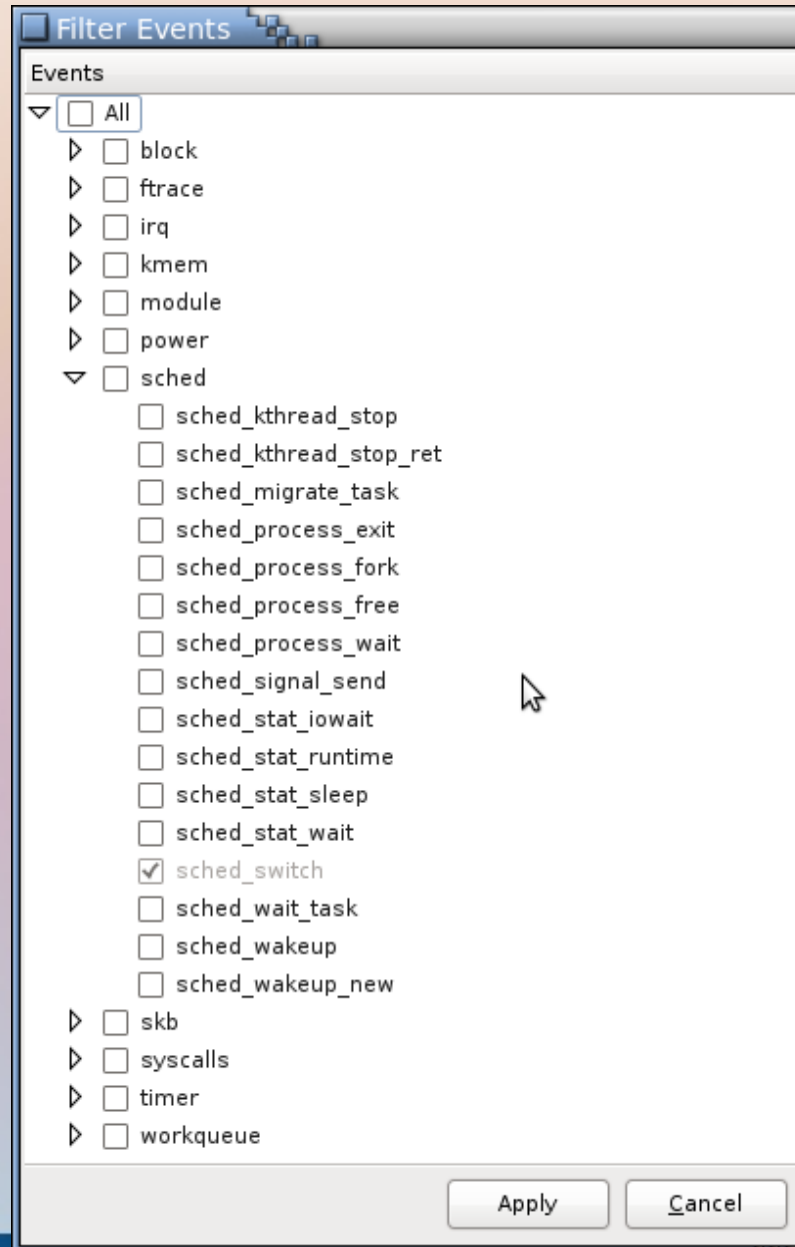 Filter Events
Events
All
block
ftrace
irq
kmem
module
power
sched
sched_kthread_stop
sched_kthread_stop_ret
sched_migrate_task
sched_process_exit
sched_process_fork
sched_process_free
sched_process_wait
sched_signal_send
sched_stat_iowait
sched_stat_runtime
sched_stat_sleep
sched_stat_wait
sched_switch
sched_wait_task
sched_wakeup
sched_wakeup_new
skb
syscalls
timer
workqueue
Apply Cancel